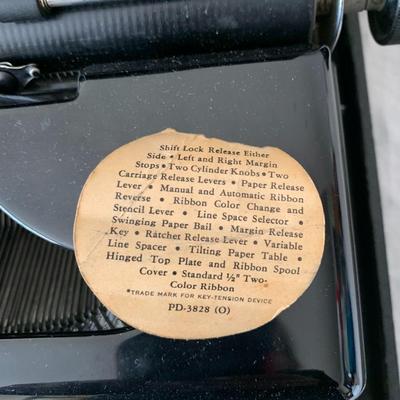 Shift Lock Release Either
Side • Left and Right Margin
Stops • Two Cylinder Knobs • Two
Carriage Release Levers • Paper Release
Lever • Manual and Automatic Ribbon
Reverse • Ribbon Color Change and
Stencil Lever • Line Space Selector •
Swinging Paper Bail • Margin Release
Key • Ratchet Release Lever • Variable
Line Spacer • Tilting Paper Table •
Hinged Top Plate and Ribbon Spool
Cover • Standard ½" Two-
Color Ribbon
*TRADE MARK FOR KEY-TENSION DEVICE
PD-3828 (O)